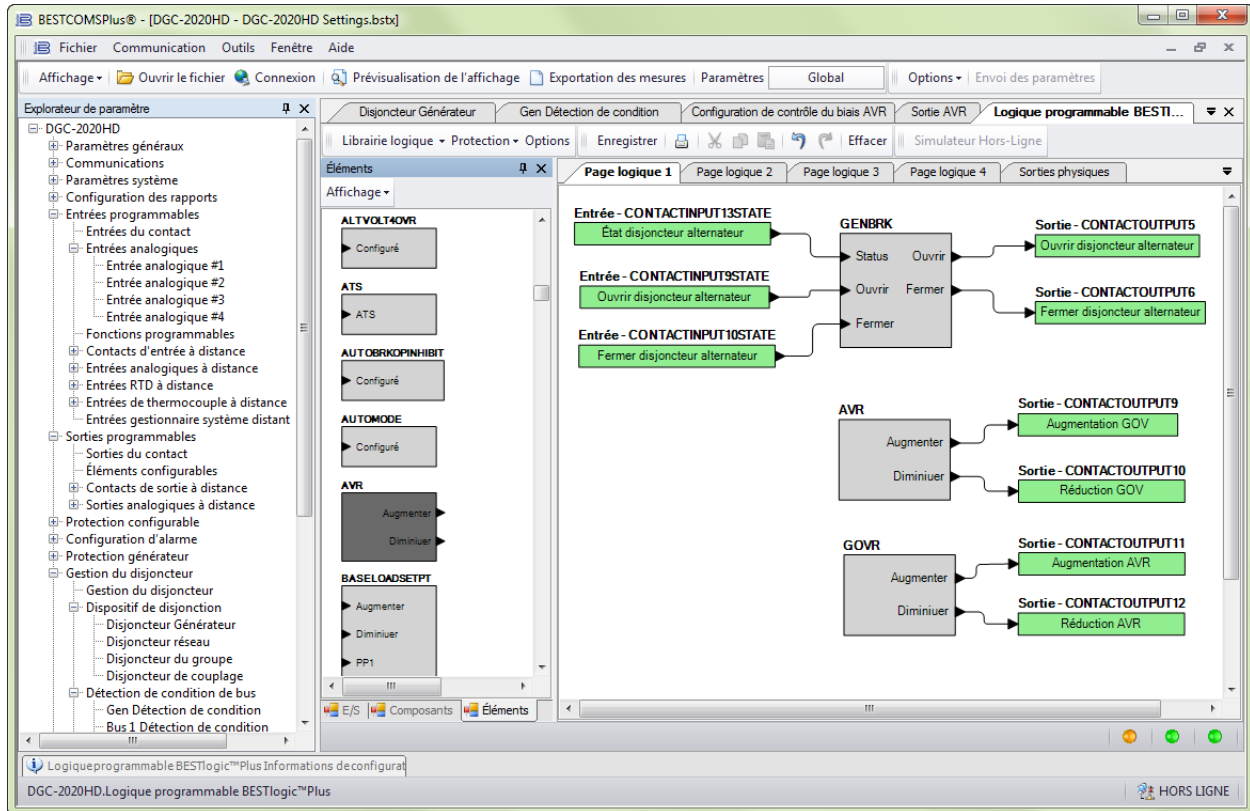 BESTCOMSPlus® - [DGC-2020HD - DGC-2020HD Settings.bstx]
Fichier Communication Outils Fenêtre Aide
Affichage Ouvrir le fichier Connexion Prévisualisation de l'affichage Exportation des mesures Paramètres Global Options Envoi des paramètres
Explorateur de paramètre
DGC-2020HD
Paramètres généraux
Communications
Paramètres système
Configuration des rapports
Entrées programmables
Entrées du contact
Entrées analogiques
Entrée analogique #1
Entrée analogique #2
Entrée analogique #3
Entrée analogique #4
Fonctions programmables
Contacts d'entrée à distance
Entrées analogiques à distance
Entrées RTD à distance
Entrées de thermocouple à distance
Entrées gestionnaire système distant
Sorties programmables
Sorties du contact
Éléments configurables
Contacts de sortie à distance
Sorties analogiques à distance
Protection configurable
Configuration d'alarme
Protection générateur
Gestion du disjoncteur
Gestion du disjoncteur
Dispositif de disjonction
Disjoncteur Générateur
Disjoncteur réseau
Disjoncteur du groupe
Disjoncteur de couplage
Détection de condition de bus
Gen Détection de condition
Bus 1 Détection de condition
Disjoncteur Générateur Gen Détection de condition Configuration de contrôle du biais AVR Sortie AVR Logique programmable BESTl...
Librairie logique Protection Options Enregistrer Effacer Simulateur Hors-Ligne
Éléments
Affichage
ALTVOLT4OVR
Configuré
ATS
ATS
AUTOBRKOPINHIBIT
Configuré
AUTOMODE
Configuré
AVR
Augmenter
Diminiuer
BASELOADSETPT
Augmenter
Diminiuer
PP1
E/S Composants Éléments
Page logique 1 Page logique 2 Page logique 3 Page logique 4 Sorties physiques
Entrée - CONTACTINPUT13STATE
État disjoncteur alternateur
Entrée - CONTACTINPUT9STATE
Ouvrir disjoncteur alternateur
Entrée - CONTACTINPUT10STATE
Fermer disjoncteur alternateur
GENBRK
Status Ouvrir
Ouvrir Fermer
Fermer
Sortie - CONTACTOUTPUT5
Ouvrir disjoncteur alternateur
Sortie - CONTACTOUTPUT6
Fermer disjoncteur alternateur
AVR
Augmenter
Diminiuer
Sortie - CONTACTOUTPUT9
Augmentation GOV
Sortie - CONTACTOUTPUT10
Réduction GOV
GOVR
Augmenter
Diminiuer
Sortie - CONTACTOUTPUT11
Augmentation AVR
Sortie - CONTACTOUTPUT12
Réduction AVR
Logique programmable BESTlogic™Plus Informations de configurat
DGC-2020HD.Logique programmable BESTlogic™Plus
HORS LIGNE